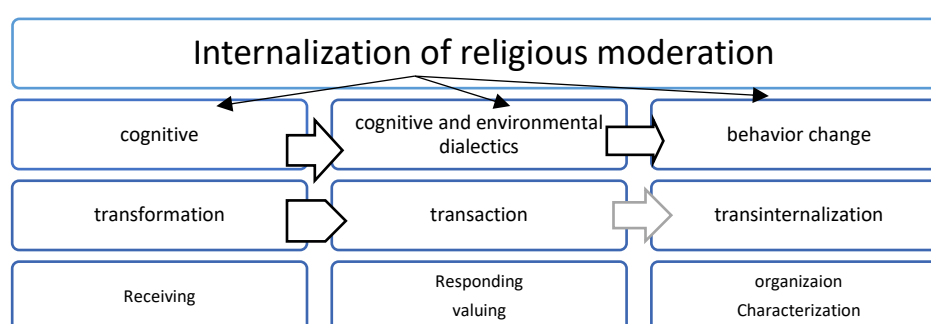 Internalization of religious moderation
cognitive
cognitive and environmental
dialectics
behavior change
transformation
transaction
transinternalization
Receiving
Responding
valuing
organizaion
Characterization